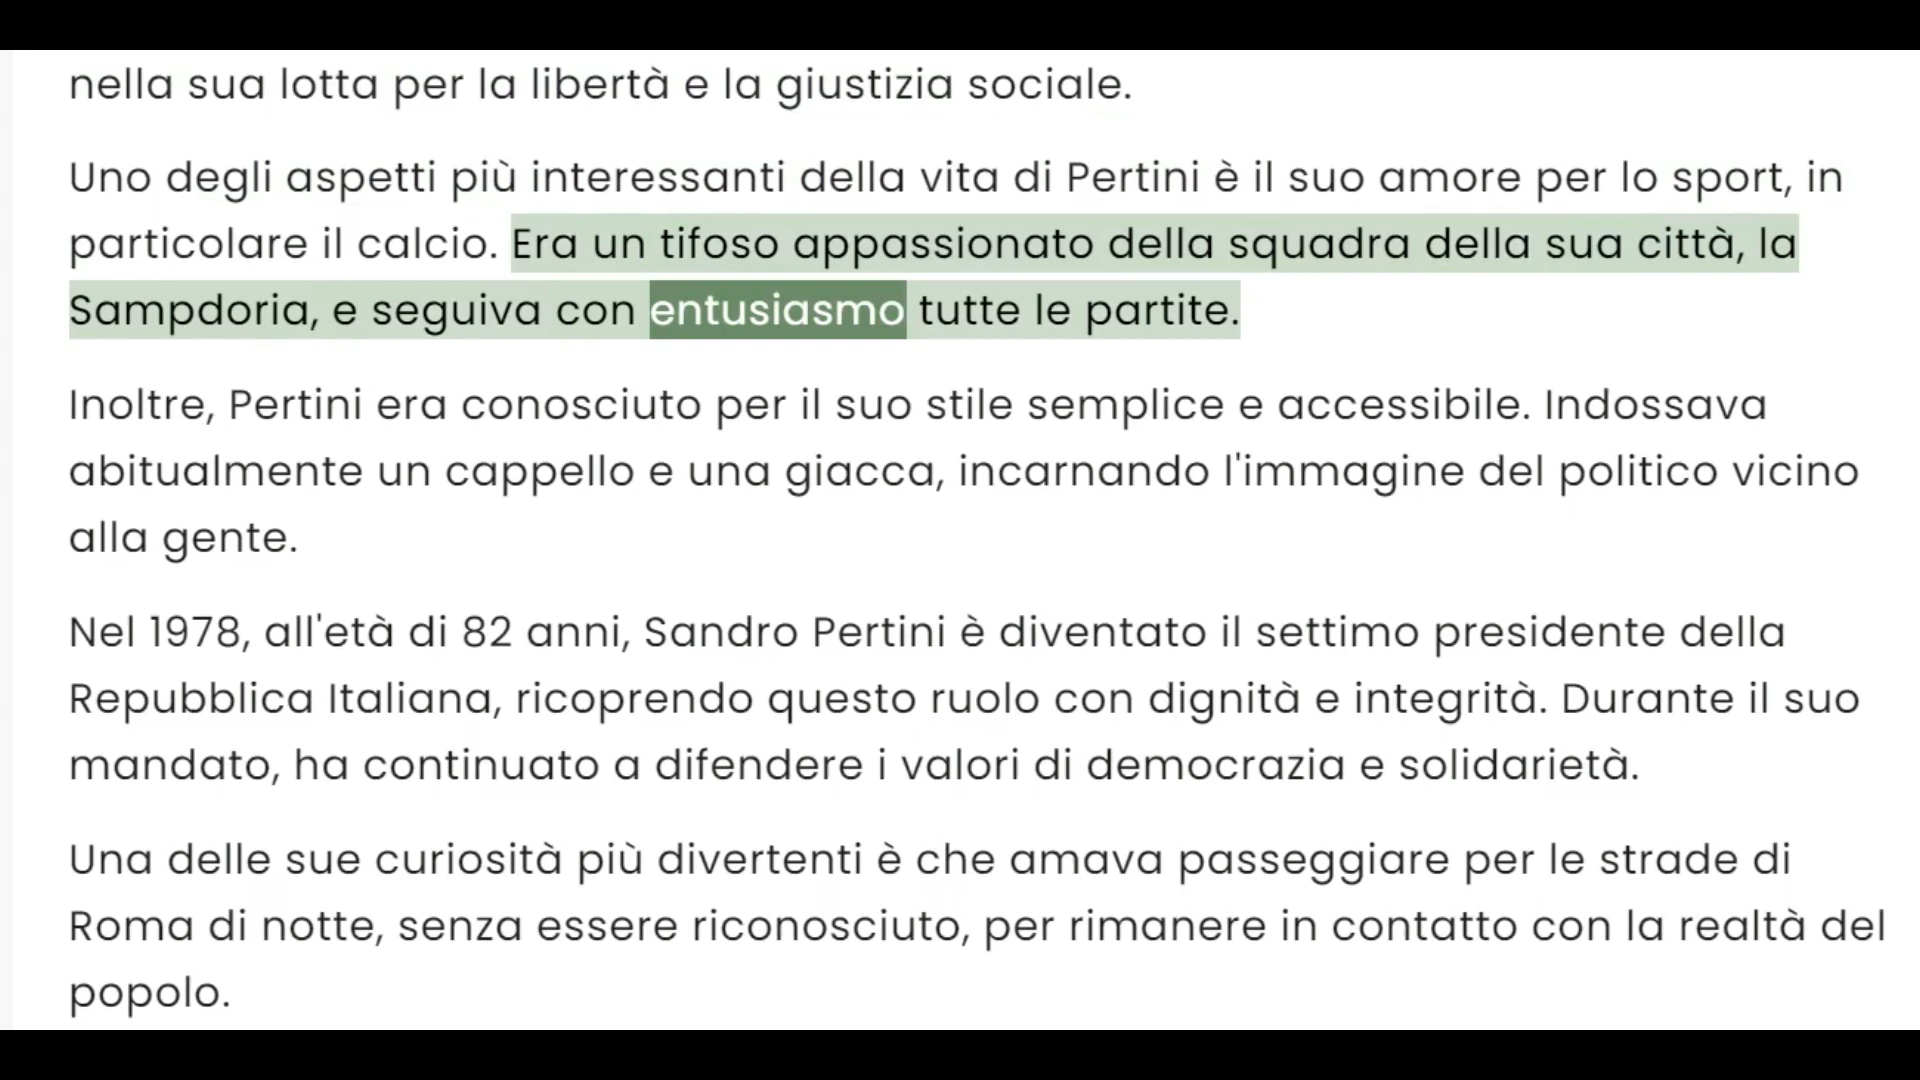 nella sua lotta per la libertà e la giustizia sociale.
Uno degli aspetti più interessanti della vita di Pertini è il suo amore per lo sport, in
particolare il calcio. Era un tifoso appassionato della squadra della sua città, la
Sampdoria, e seguiva con entusiasmo tutte le partite.
Inoltre, Pertini era conosciuto per il suo stile semplice e accessibile. Indossava
abitualmente un cappello e una giacca, incarnando l'immagine del politico vicino
alla gente.
Nel 1978, all'età di 82 anni, Sandro Pertini è diventato il settimo presidente della
Repubblica Italiana, ricoprendo questo ruolo con dignità e integrità. Durante il suo
mandato, ha continuato a difendere i valori di democrazia e solidarietà.
Una delle sue curiosità più divertenti è che amava passeggiare per le strade di
Roma di notte, senza essere riconosciuto, per rimanere in contatto con la realtà del
popolo.